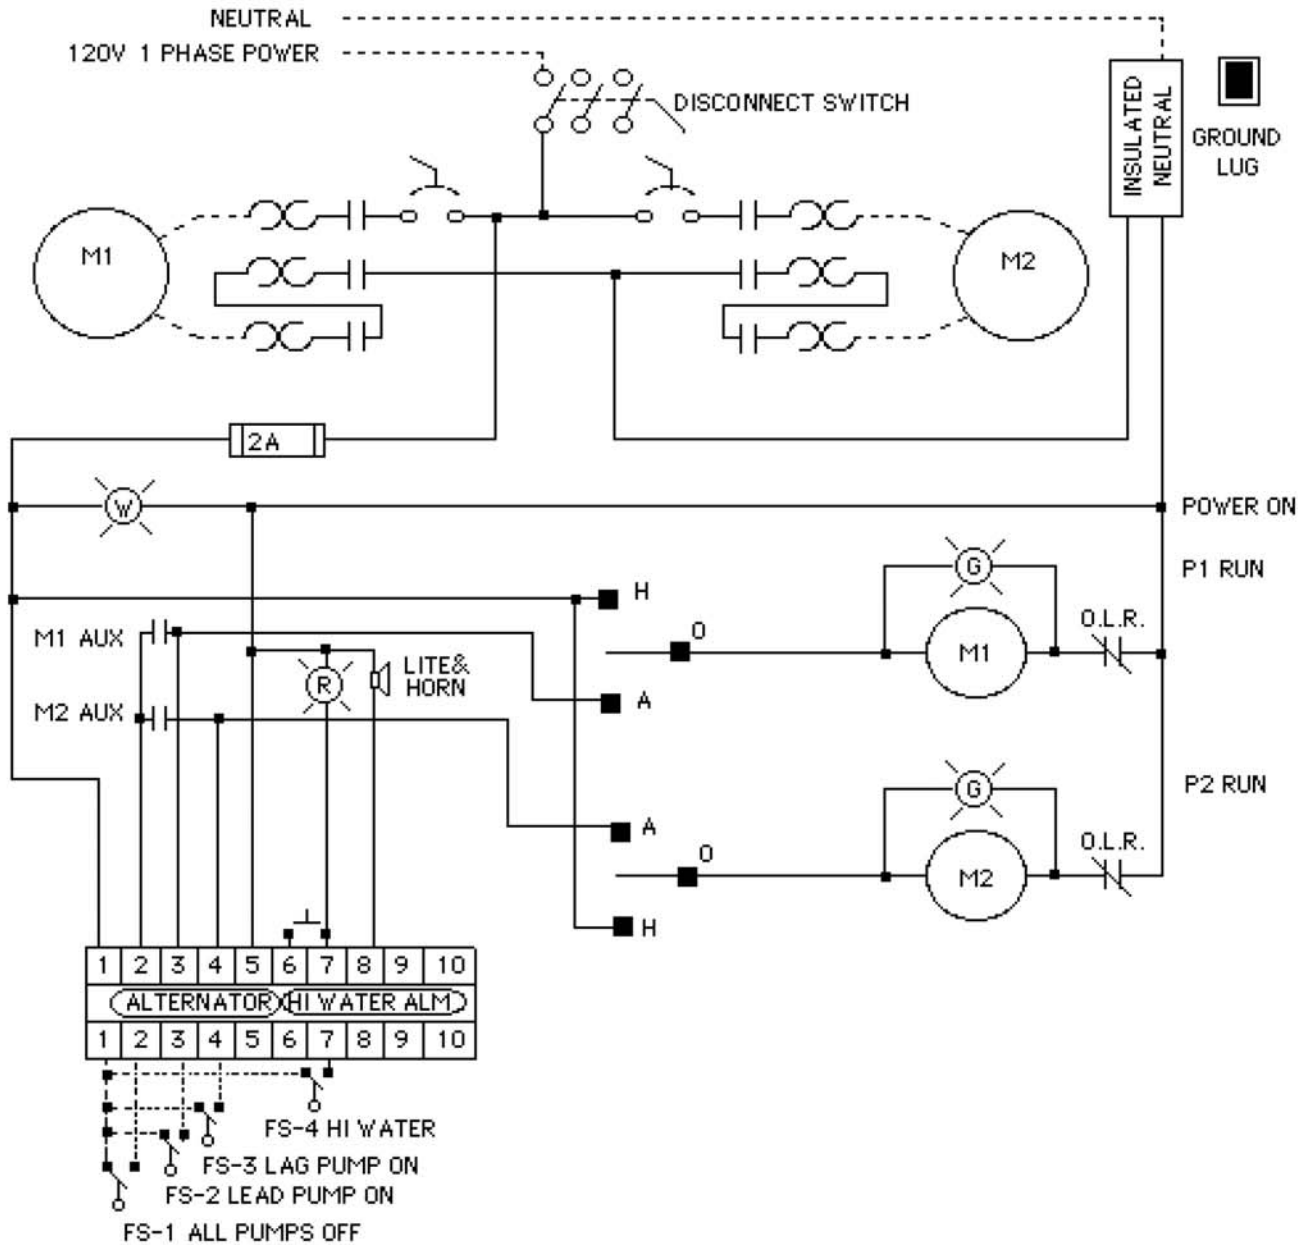 NEUTRAL
120V 1 PHASE POWER
DISCONNECT SWITCH
INSULATED
NEUTRAL
GROUND
LUG
M1
M2
2A
W
POWER ON
G
P1 RUN
H
O
O.L.R.
M1 AUX
M1
R
LITE&
HORN
A
M2 AUX
G
P2 RUN
A
O
O.L.R.
M2
H
1 2 3 4 5 6 7 8 9 10
ALTERNATOR HI WATER ALM
1 2 3 4 5 6 7 8 9 10
FS-4 HI WATER
FS-3 LAG PUMP ON
FS-2 LEAD PUMP ON
FS-1 ALL PUMPS OFF